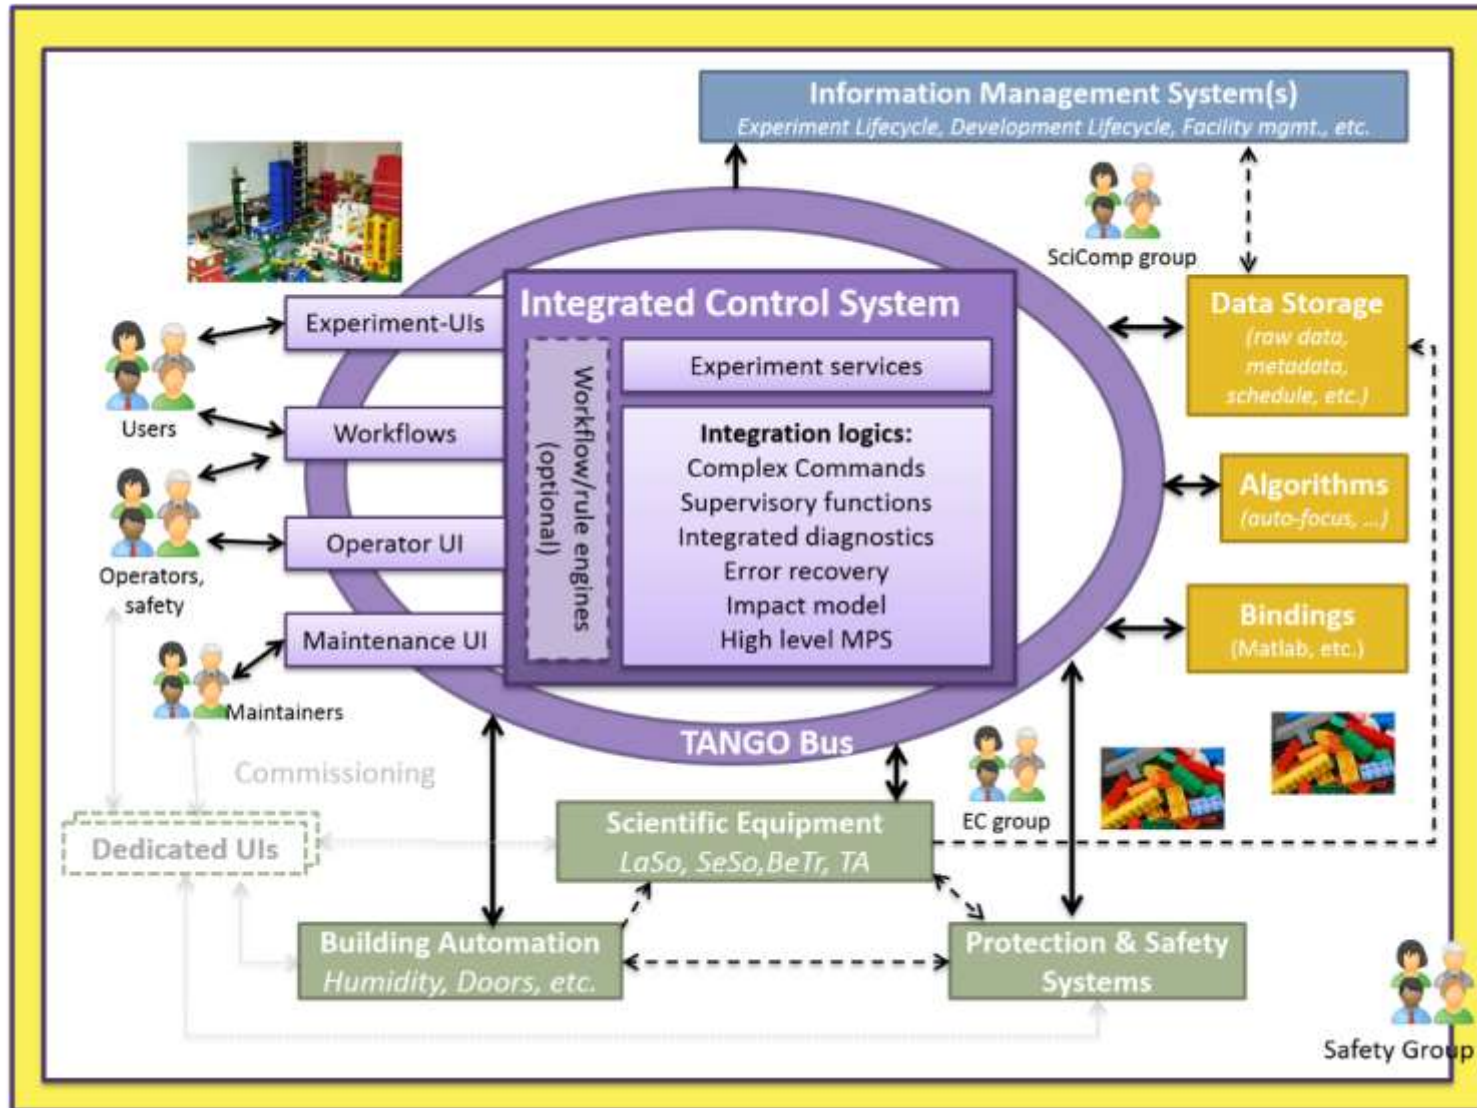 Information Management System(s)
Experiment Lifecycle, Development Lifecycle, Facility mgmt., etc.
SciComp group
Integrated Control System
Experiment-UIs
Workflows
Operator UI
Maintenance UI
Users
Operators,
safety
Maintainers
Workflow/rule engines
(optional)
Experiment services
Integration logics:
Complex Commands
Supervisory functions
Integrated diagnostics
Error recovery
Impact model
High level MPS
Data Storage
(raw data,
metadata,
schedule, etc.)
Algorithms
(auto-focus, ...)
Bindings
(Matlab, etc.)
TANGO Bus
Commissioning
EC group
Dedicated UIs
Scientific Equipment
LaSo, SeSo,BeTr, TA
Building Automation
Humidity, Doors, etc.
Protection & Safety
Systems
Safety Group